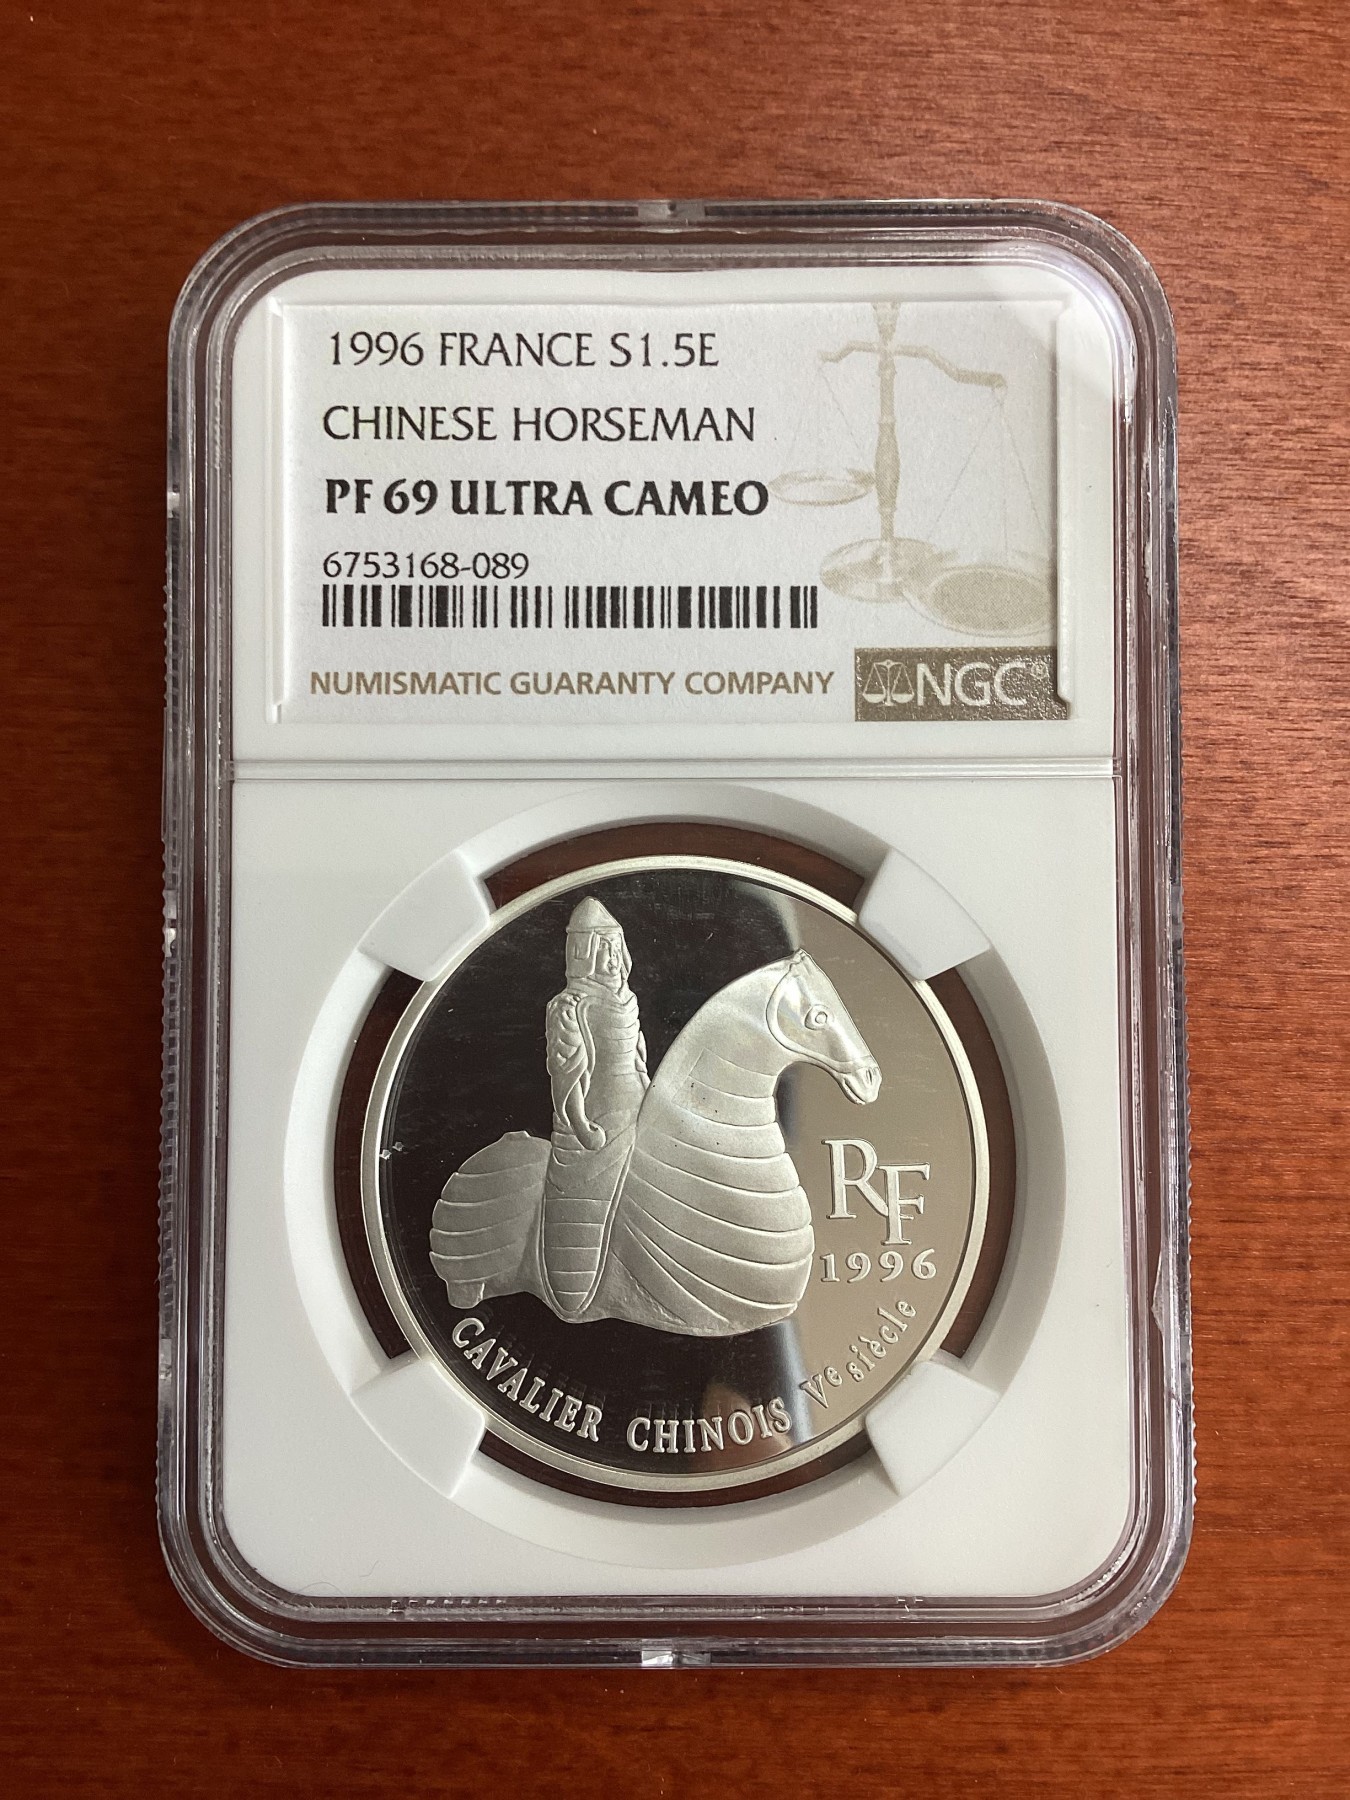 1996 FRANCE S1.5E
CHINESE HORSEMAN
PF 69 ULTRA CAMEO
6753168-089
NUMISMATIC GUARANTY COMPANY
NGC®
RF
1996
CAVALIER CHINOIS Ve siècle